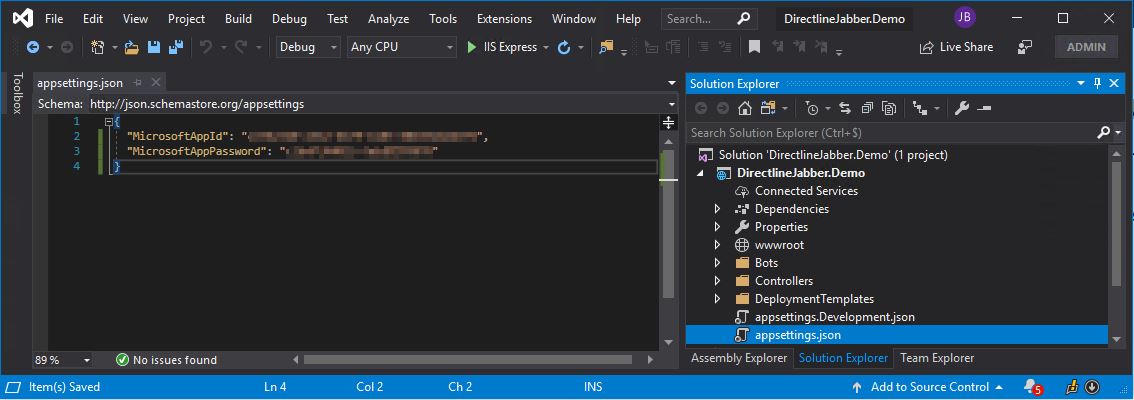 File Edit View Project Build Debug Test Analyze Tools Extensions Window Help Search... DirectlineJabber.Demo JB
Debug Any CPU IIS Express Live Share ADMIN
Toolbox
appsettings.json
Schema: http://json.schemastore.org/appsettings
1 {
2 "MicrosoftAppId": "",
3 "MicrosoftAppPassword": ""
4 }
89 % No issues found
Solution Explorer
Search Solution Explorer (Ctrl+$)
Solution 'DirectlineJabber.Demo' (1 project)
DirectlineJabber.Demo
Connected Services
Dependencies
Properties
wwwroot
Bots
Controllers
DeploymentTemplates
appsettings.Development.json
appsettings.json
Assembly Explorer Solution Explorer Team Explorer
Item(s) Saved Ln 4 Col 2 Ch 2 INS Add to Source Control 5